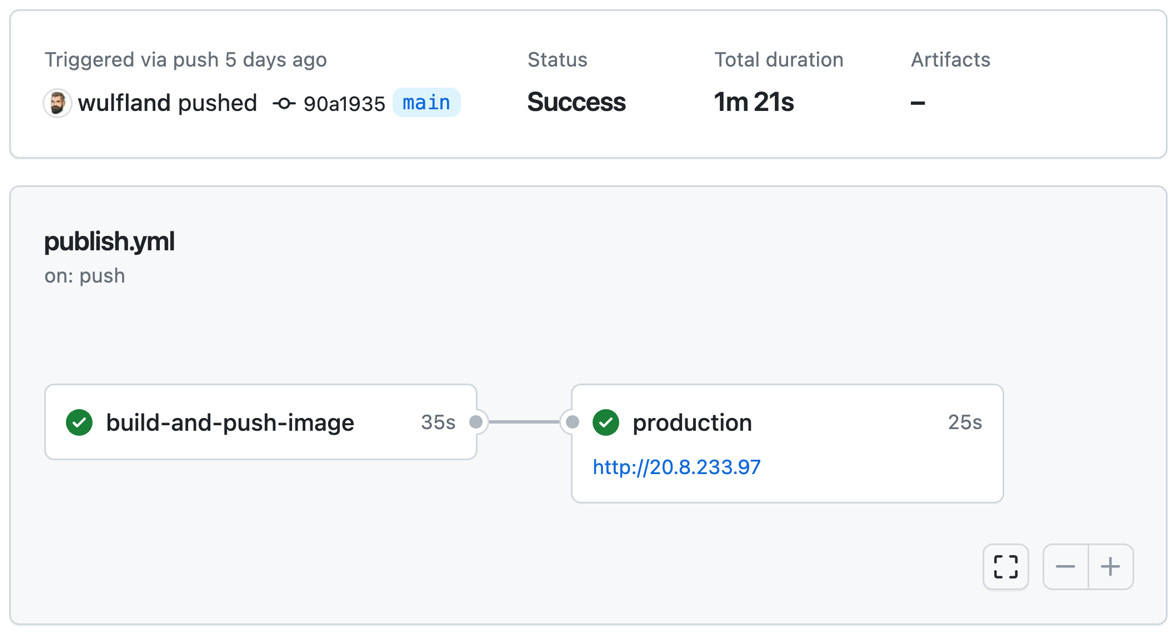 Triggered via push 5 days ago
wulfland pushed 90a1935 main
Status
Success
Total duration
1m 21s
Artifacts
–
publish.yml
on: push
build-and-push-image 35s
production 25s
http://20.8.233.97